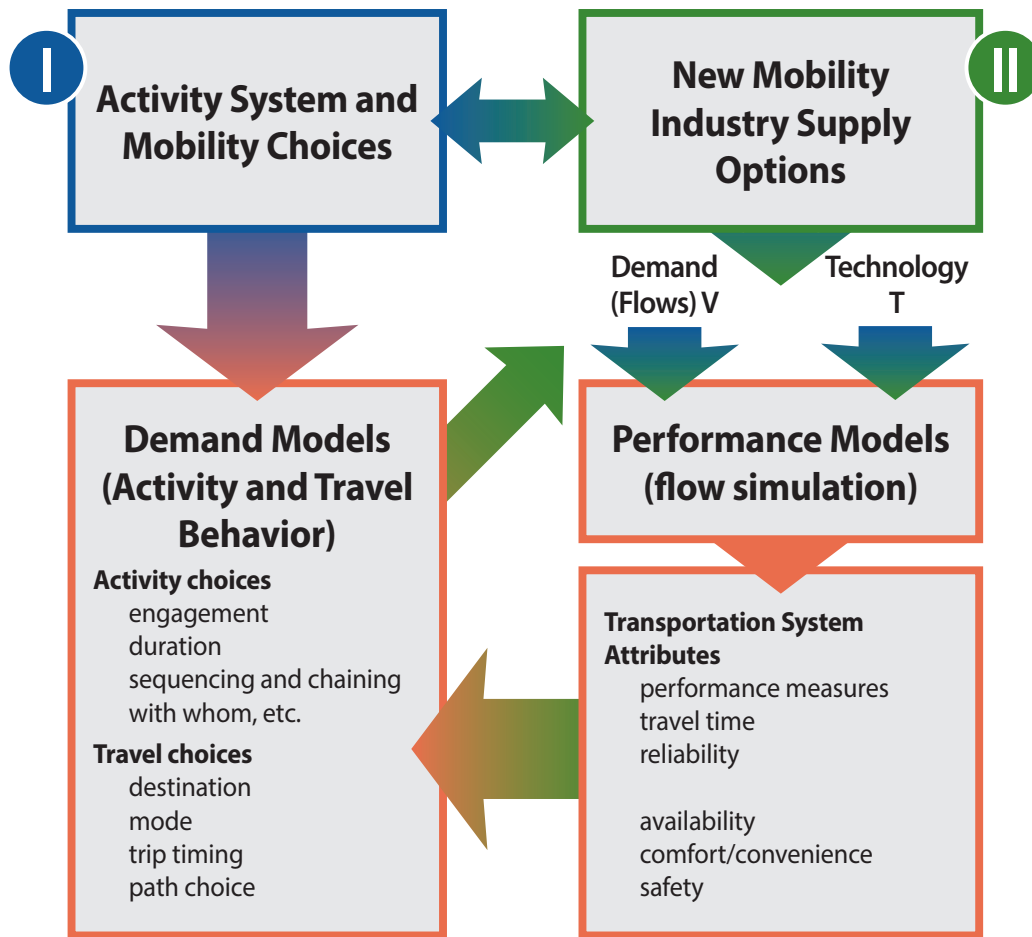 I
Activity System and
Mobility Choices
II
New Mobility
Industry Supply
Options
Demand
(Flows) V
Technology
T
Demand Models
(Activity and Travel
Behavior)
Activity choices
engagement
duration
sequencing and chaining
with whom, etc.
Travel choices
destination
mode
trip timing
path choice
Performance Models
(flow simulation)
Transportation System
Attributes
performance measures
travel time
reliability
availability
comfort/convenience
safety